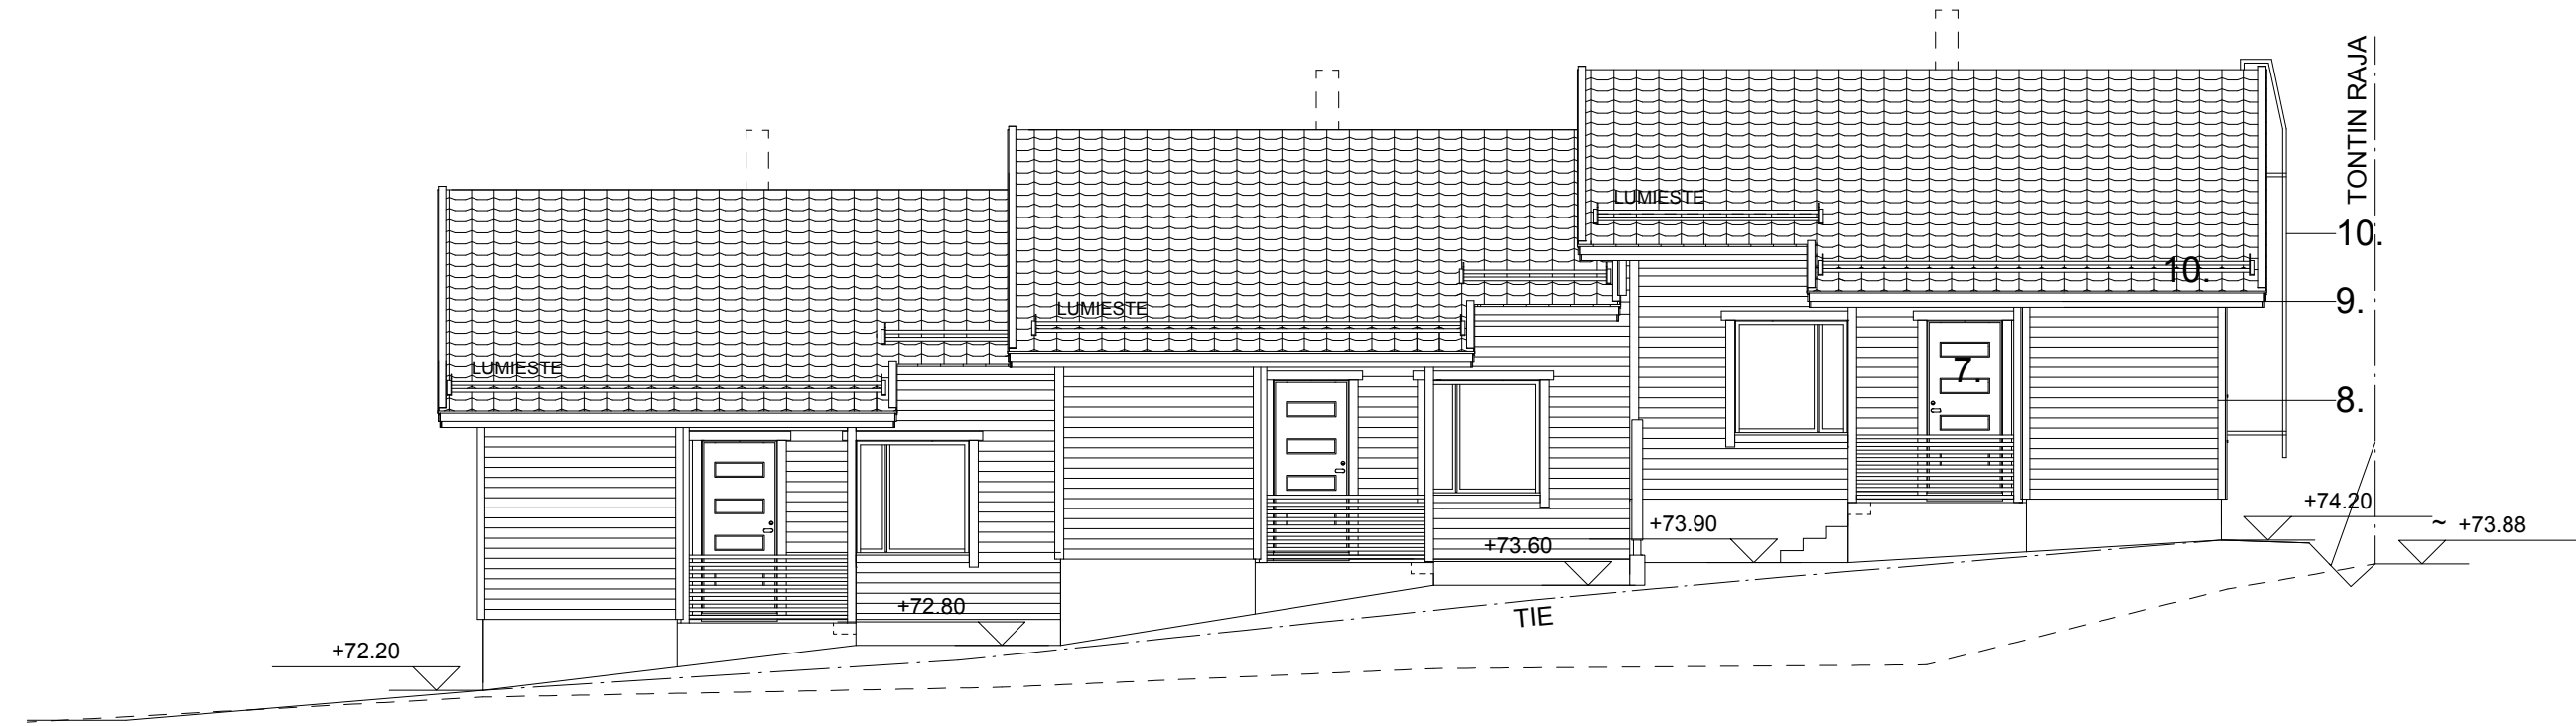 TONTIN RAJA
LUMIESTE
10.
10.
LUMIESTE
9.
LUMIESTE
7.
8.
+74.20
~ +73.88
+73.90
+73.60
+72.80
TIE
+72.20